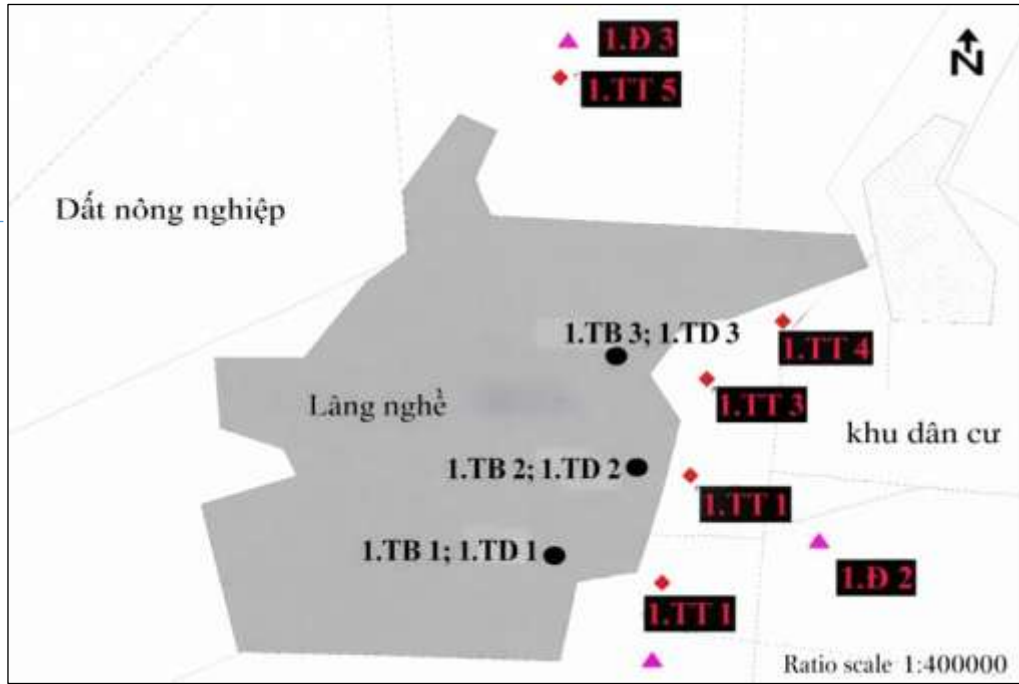 1.Đ 3
1.TT 5
N
Dất nông nghiệp
1.TB 3; 1.TD 3
1.TT 4
Làng nghề
1.TT 3
khu dân cư
1.TB 2; 1.TD 2
1.TT 1
1.TB 1; 1.TD 1
1.Đ 2
1.TT 1
Ratio scale 1:400000